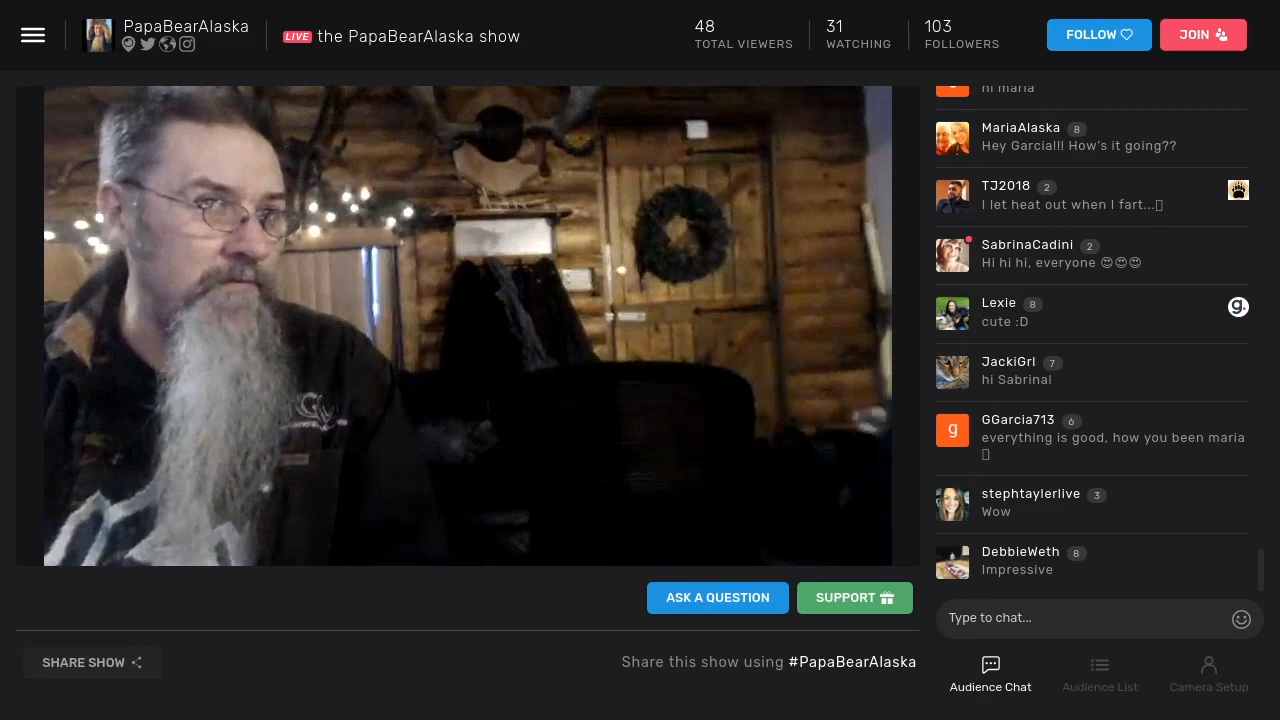 PapaBearAlaska
LIVE the PapaBearAlaska show
48
TOTAL VIEWERS
31
WATCHING
103
FOLLOWERS
FOLLOW
JOIN
hi maria
MariaAlaska 8
Hey Garcia!!! How's it going??
TJ2018 2
I let heat out when I fart...
SabrinaCadini 2
Hi hi hi, everyone 😍😍😍
Lexie 8
g.
cute :D
JackiGrl 7
hi Sabrinal
g
GGarcia713 6
everything is good, how you been maria
stephtaylerlive 3
Wow
DebbieWeth 8
Impressive
ASK A QUESTION
SUPPORT
Type to chat...
SHARE SHOW
Share this show using #PapaBearAlaska
Audience Chat
Audience List
Camera Setup